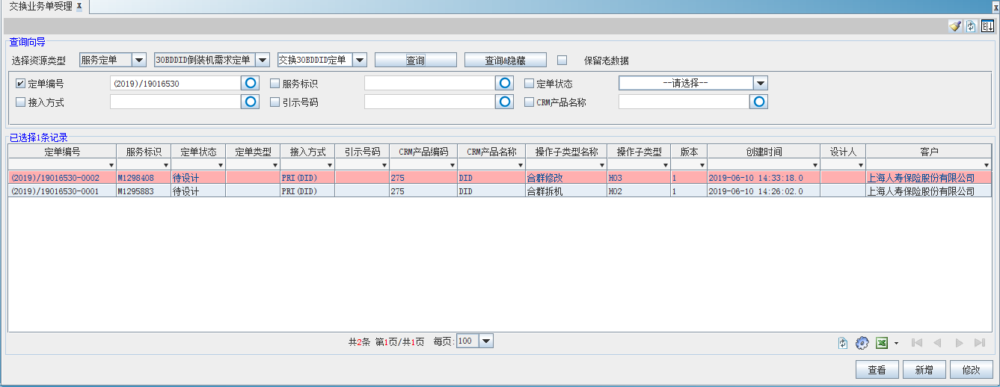 交换业务单受理 x
x
查询向导
选择资源类型 服务定单 30BDDID倒装机需求定单 交换30BDDID定单 查询 查询&隐藏 保留老数据
定单编号 (2019)/19016530 服务标识 定单状态 --请选择--
接入方式 引示号码 CRM产品名称
已选择1条记录
定单编号 服务标识 定单状态 定单类型 接入方式 引示号码 CRM产品编码 CRM产品名称 操作子类型名称 操作子类型 版本 创建时间 设计人 客户
(2019)/19016530-0002 M1298408 待设计 PRI(DID) 275 DID 合群修改 H03 1 2019-06-10 14:33:18.0 上海人寿保险股份有限公司
(2019)/19016530-0001 M1295883 待设计 PRI(DID) 275 DID 合群拆机 H02 1 2019-06-10 14:26:02.0 上海人寿保险股份有限公司
共2条 第1页/共1页 每页:100
查看 新增 修改